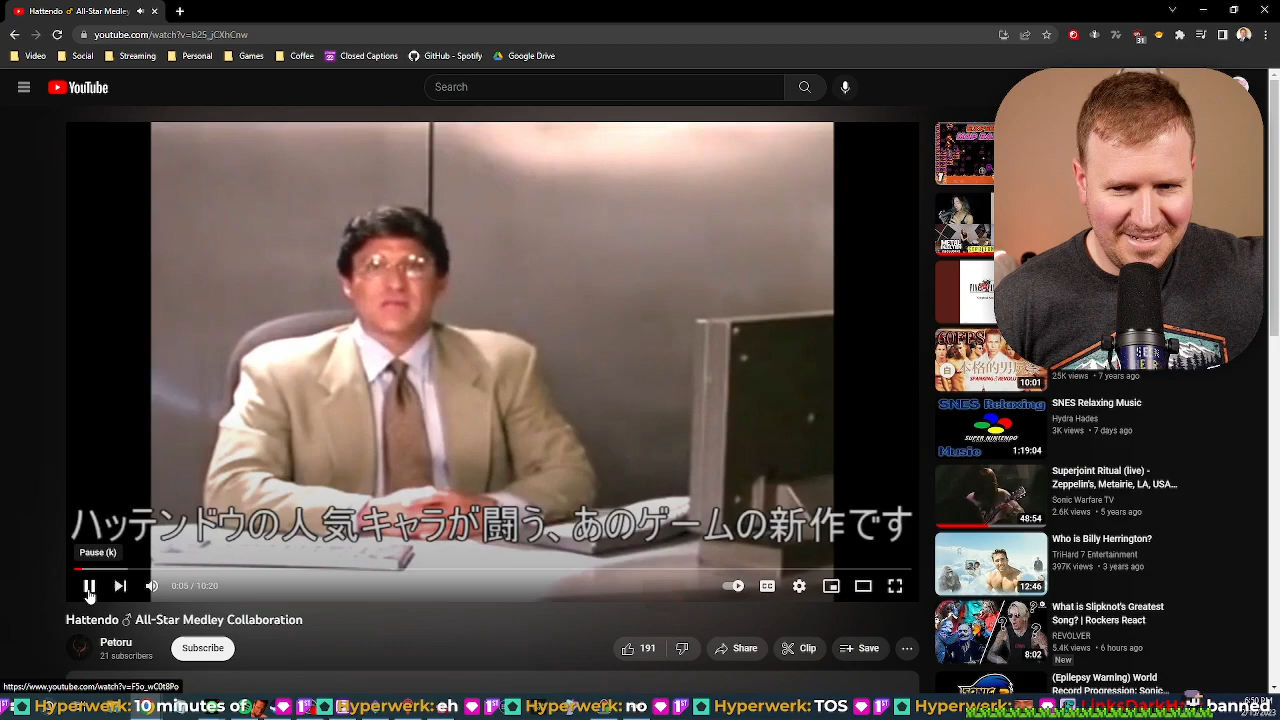 Hattendo ♂ All-Star Medley
youtube.com/watch?v=b25_jCXhCnw
31
Video
Social
Streaming
Personal
Games
Coffee
Closed Captions
GitHub - Spotify
Google Drive
YouTube
Search
ハッテンドウの人気キャラが闘う、あのゲームの新作です
Pause (k)
0:05 / 10:20
Hattendo ♂ All-Star Medley Collaboration
Petoru
21 subscribers
Subscribe
191
Share
Clip
Save
10:01
25K views • 7 years ago
SNES Relaxing
SUPER NINTENDO
Music
1:19:04
SNES Relaxing Music
Hydra Hades
3K views • 7 days ago
48:54
Superjoint Ritual (live) -
Zeppelin's, Metairie, LA, USA...
Sonic Warfare TV
2.6K views • 5 years ago
12:46
Who is Billy Herrington?
TriHard 7 Entertainment
397K views • 3 years ago
8:02
What is Slipknot's Greatest
Song? | Rockers React
REVOLVER
5.4K views • 6 hours ago
New
(Epilepsy Warning) World
Record Progression: Sonic...
https://www.youtube.com/watch?v=F5o_wC0t8Po
Hyperwerk: 10 minutes of
Hyperwerk: eh
Hyperwerk: no
Hyperwerk: TOS
Hyperwerk:
5:50 PM